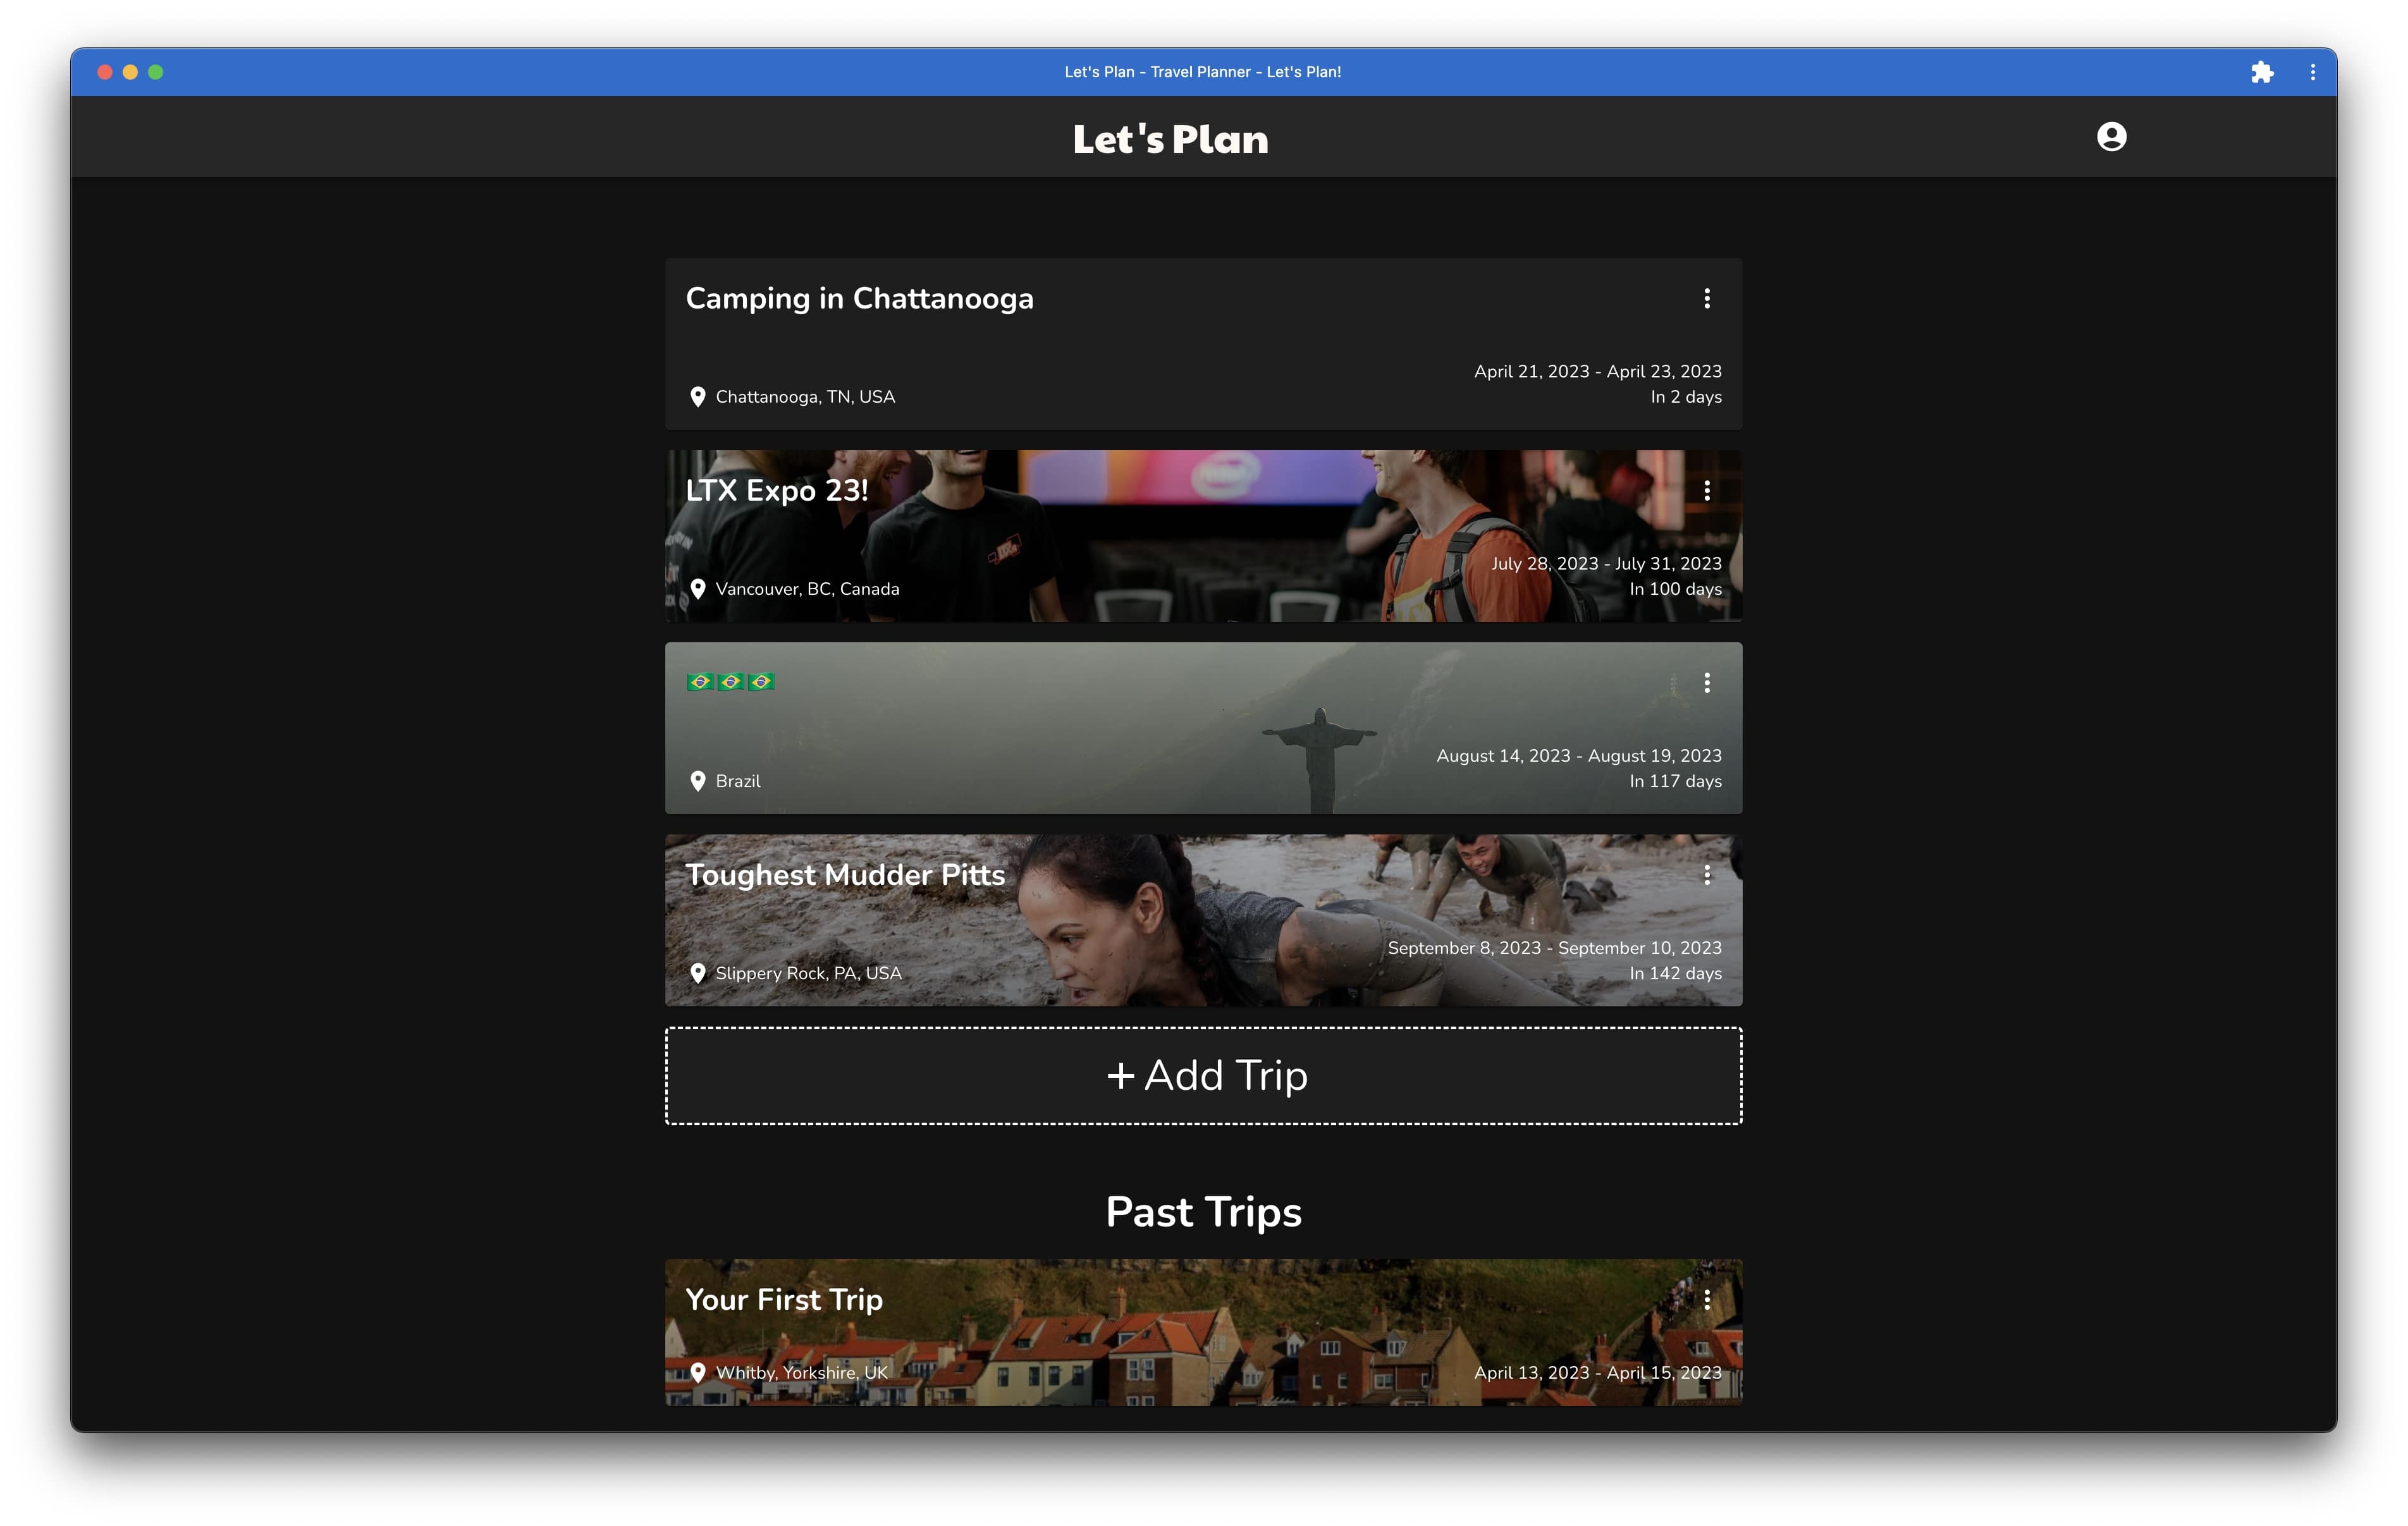 Let's Plan - Travel Planner - Let's Plan!
Let's Plan
Camping in Chattanooga
April 21, 2023 - April 23, 2023
Chattanooga, TN, USA
In 2 days
LTX Expo 23!
July 28, 2023 - July 31, 2023
Vancouver, BC, Canada
In 100 days
🇧🇷🇧🇷🇧🇷
August 14, 2023 - August 19, 2023
Brazil
In 117 days
Toughest Mudder Pitts
September 8, 2023 - September 10, 2023
Slippery Rock, PA, USA
In 142 days
+ Add Trip
Past Trips
Your First Trip
Whitby, Yorkshire, UK
April 13, 2023 - April 15, 2023